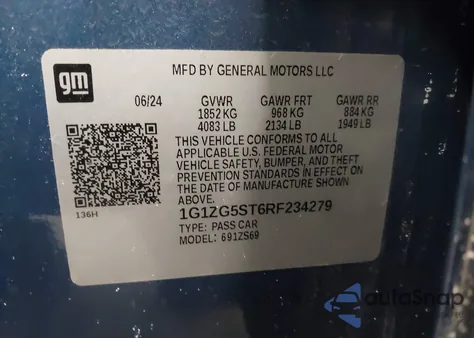 gm
MFD BY GENERAL MOTORS LLC
06/24 GVWR GAWR FRT GAWR RR
1852 KG 968 KG 884 KG
4083 LB 2134 LB 1949 LB
THIS VEHICLE CONFORMS TO ALL
APPLICABLE U.S. FEDERAL MOTOR
VEHICLE SAFETY, BUMPER, AND THEFT
PREVENTION STANDARDS IN EFFECT ON
THE DATE OF MANUFACTURE SHOWN
ABOVE.
136H
1G1ZG5ST6RF234279
TYPE: PASS CAR
MODEL: 691ZS69
autoSnap